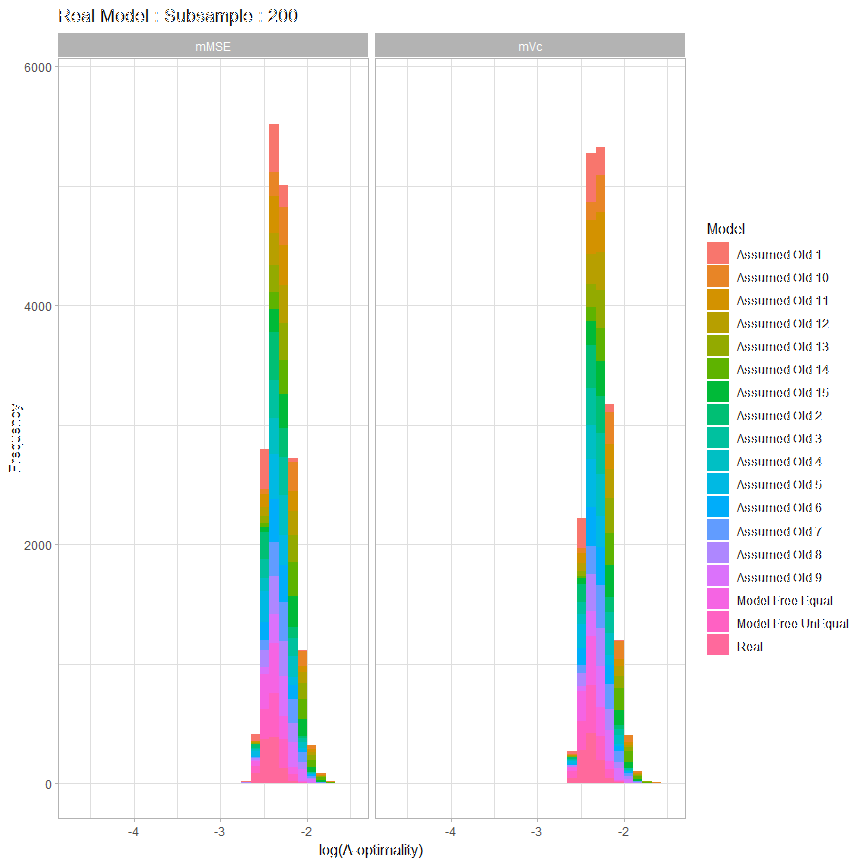 Real Model : Subsample : 200
mMSE
mVc
6000
4000
2000
0
Frequency
-4
-3
-2
-4
-3
-2
log(A-optimality)
Model
Assumed Old 1
Assumed Old 10
Assumed Old 11
Assumed Old 12
Assumed Old 13
Assumed Old 14
Assumed Old 15
Assumed Old 2
Assumed Old 3
Assumed Old 4
Assumed Old 5
Assumed Old 6
Assumed Old 7
Assumed Old 8
Assumed Old 9
Model Free Equal
Model Free UnEqual
Real